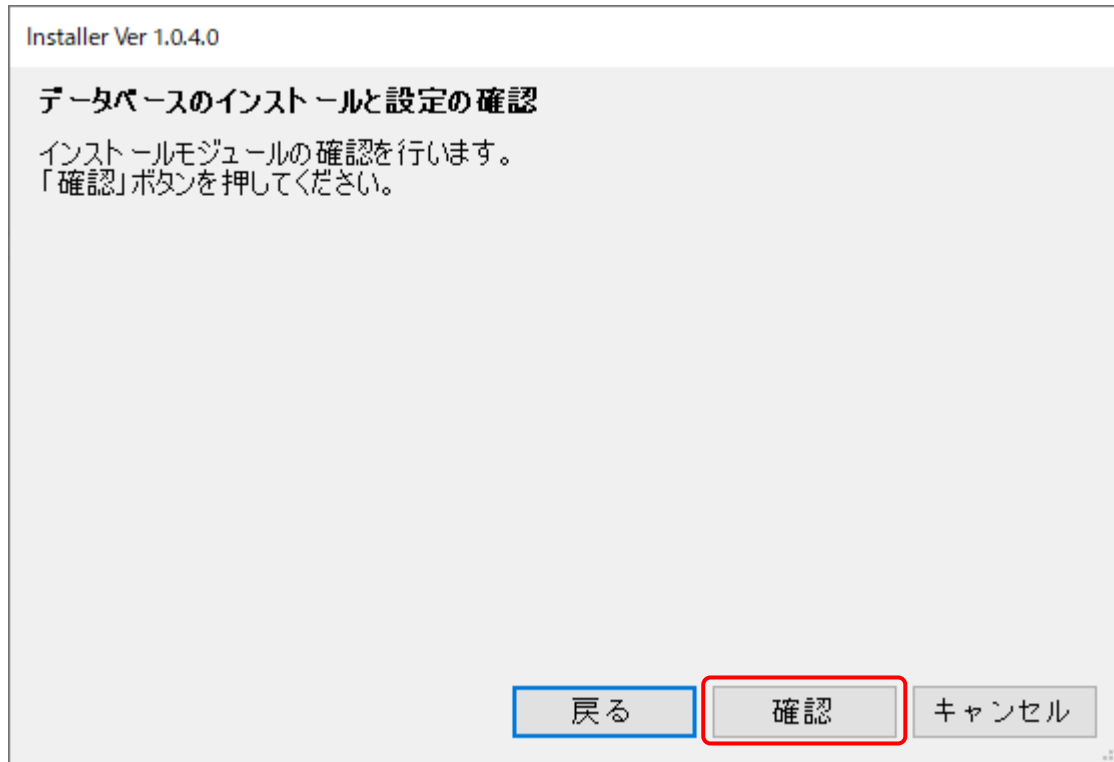 Installer Ver 1.0.4.0
データベースのインストールと設定の確認
インストールモジュールの確認を行います。
「確認」ボタンを押してください。
戻る
確認
キャンセル